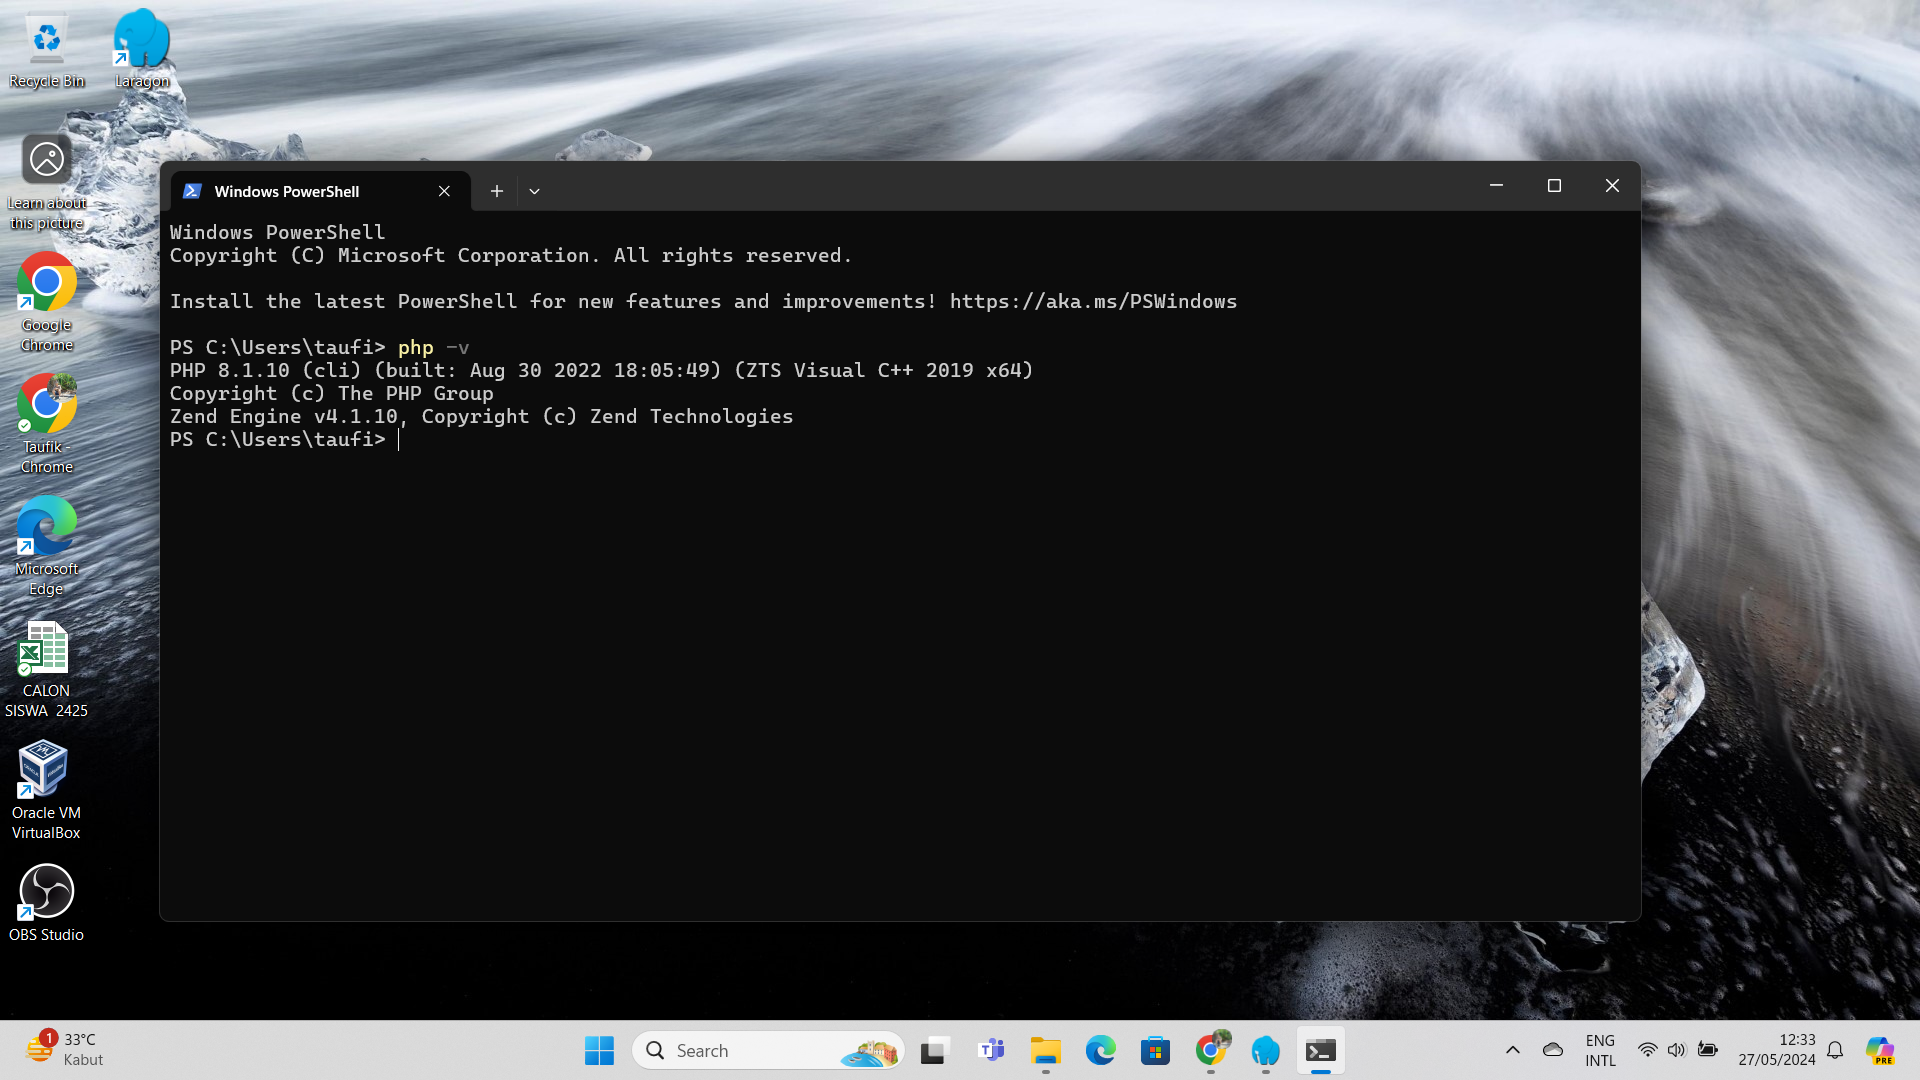 Recycle Bin
Laragon
Learn about
this picture
Google
Chrome
Taufik -
Chrome
Microsoft
Edge
CALON
SISWA 2425
Oracle VM
VirtualBox
OBS Studio
Windows PowerShell
Windows PowerShell
Copyright (C) Microsoft Corporation. All rights reserved.
Install the latest PowerShell for new features and improvements! https://aka.ms/PSWindows
PS C:\Users\taufi> php -v
PHP 8.1.10 (cli) (built: Aug 30 2022 18:05:49) (ZTS Visual C++ 2019 x64)
Copyright (c) The PHP Group
Zend Engine v4.1.10, Copyright (c) Zend Technologies
PS C:\Users\taufi>
1
33°C
Kabut
Search
ENG
INTL
12:33
27/05/2024
PRE